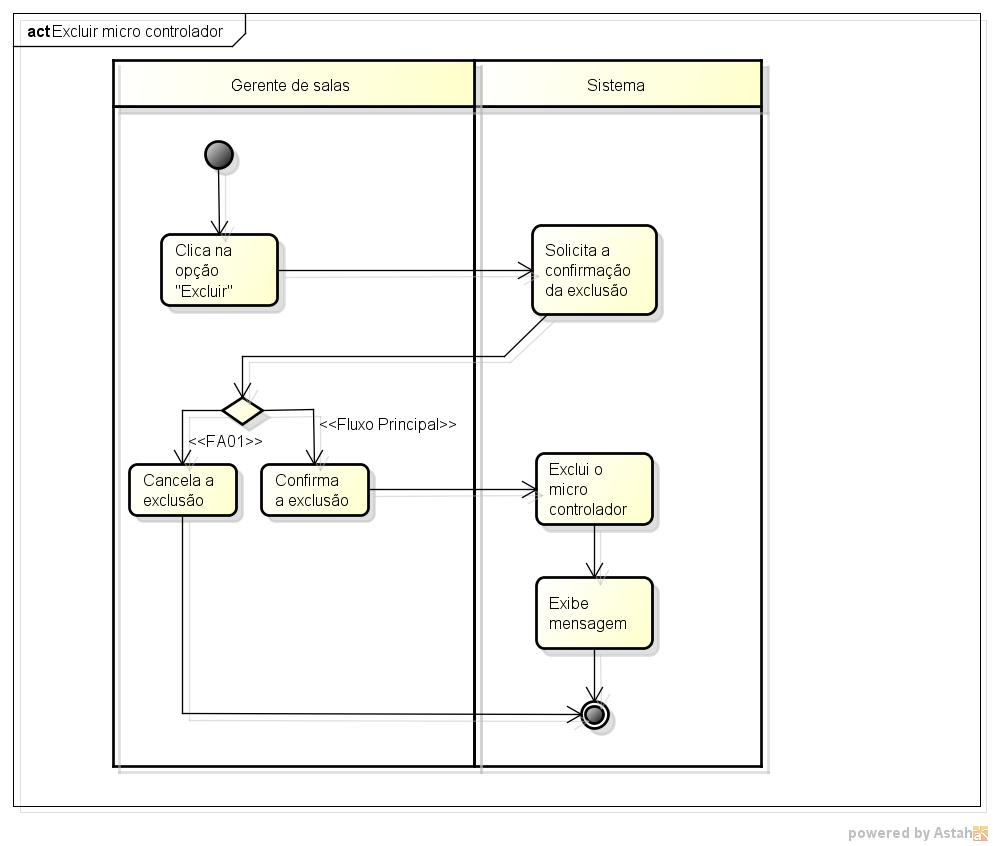 act Excluir micro controlador
Gerente de salas
Sistema
Clica na
opção
"Excluir"
Solicita a
confirmação
da exclusão
<<Fluxo Principal>>
<<FA01>>
Cancela a
exclusão
Confirma
a exclusão
Exclui o
micro
controlador
Exibe
mensagem
powered by Astah